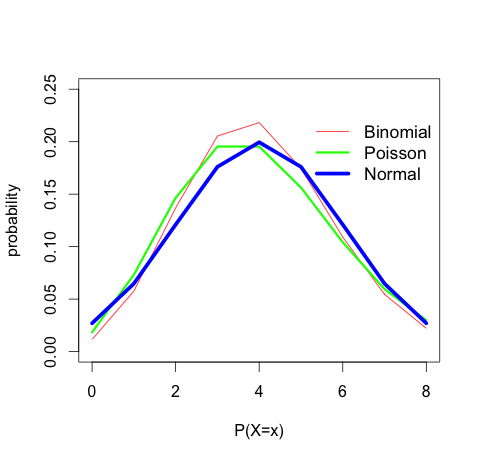 0.25
0.20
0.15
0.10
0.05
0.00
probability
Binomial
Poisson
Normal
0 2 4 6 8
P(X=x)